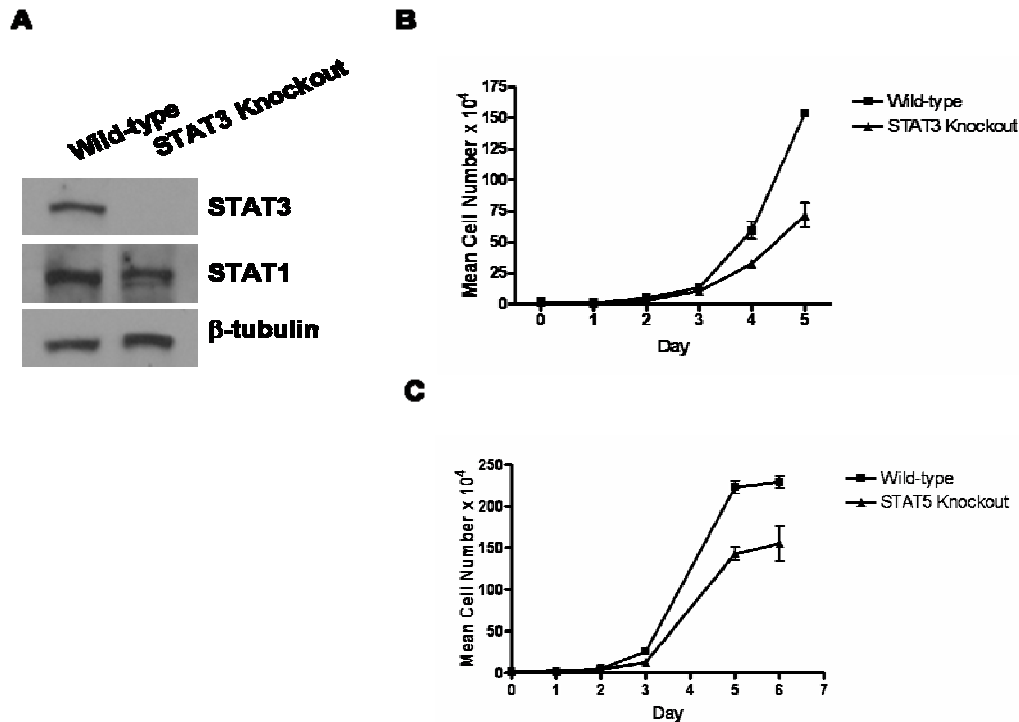 A
Wild-type
STAT3 Knockout
STAT3
STAT1
β-tubulin
B
Mean Cell Number x 10⁴
175
150
125
100
75
50
25
0
0 1 2 3 4 5
Day
Wild-type
STAT3 Knockout
C
Mean Cell Number x 10⁴
250
200
150
100
50
0
0 1 2 3 4 5 6 7
Day
Wild-type
STAT5 Knockout